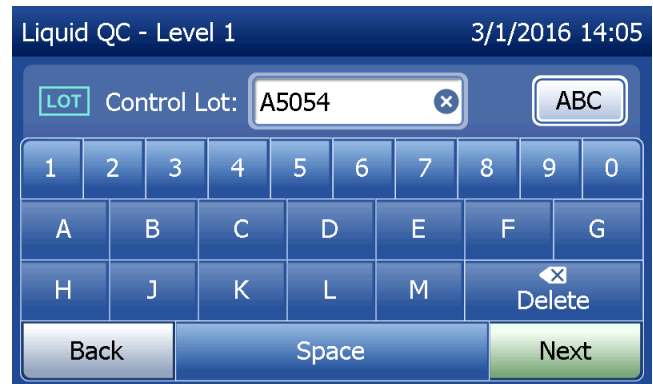 Liquid QC - Level 1 3/1/2016 14:05
LOT Control Lot: A5054 ABC
1 2 3 4 5 6 7 8 9 0
A B C D E F G
H J K L M Delete
Back Space Next